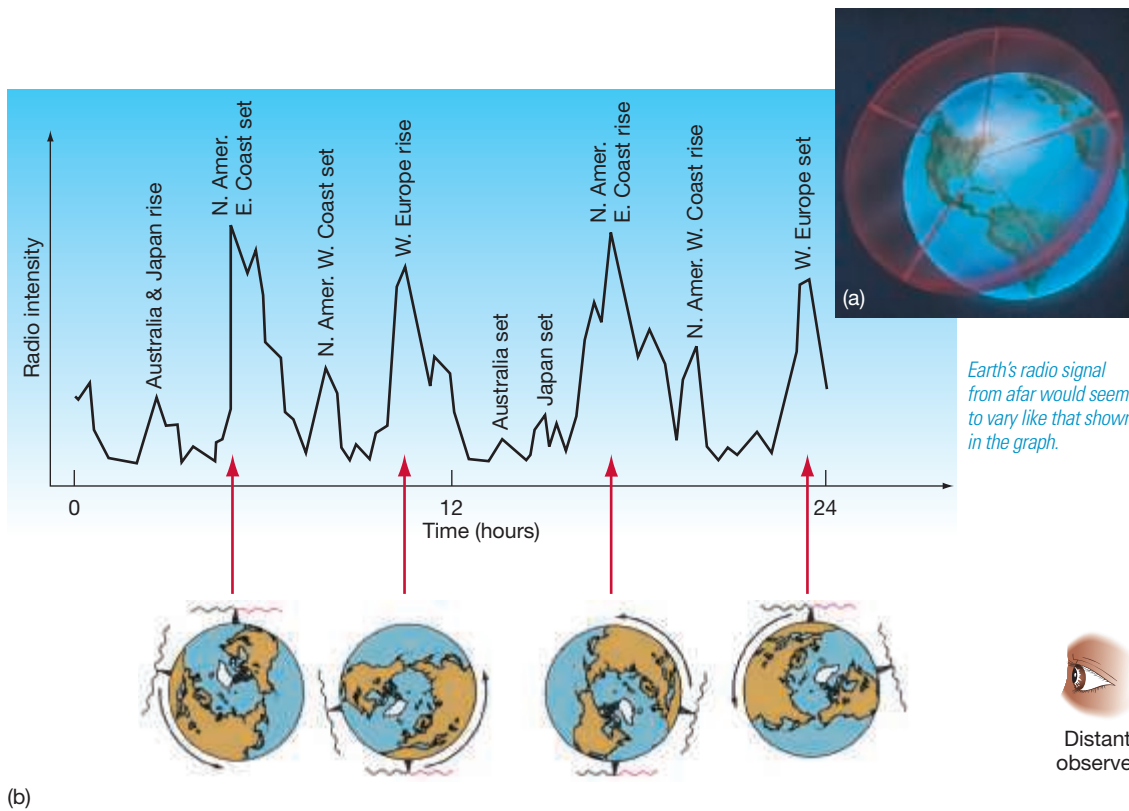 (a)
Radio intensity
Australia & Japan rise
N. Amer.
E. Coast set
N. Amer. W. Coast set
W. Europe rise
Australia set
Japan set
N. Amer.
E. Coast rise
N. Amer. W. Coast rise
W. Europe set
Earth's radio signal
from afar would seem
to vary like that shown
in the graph.
0
12
24
Time (hours)
Distant
observe
(b)